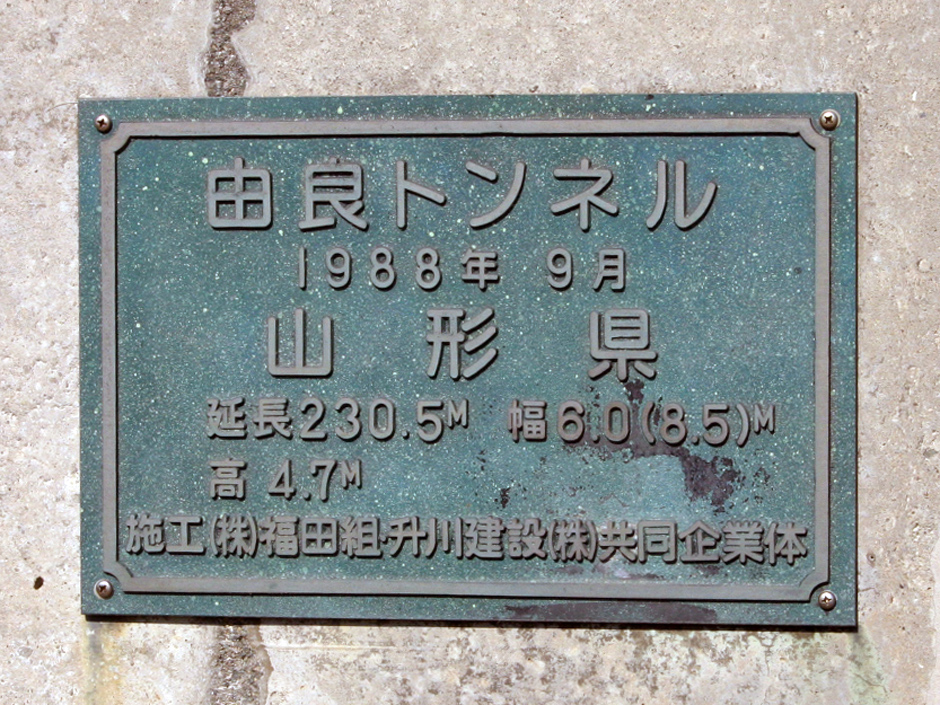 由良トンネル
1988年 9月
山形県
延長230.5M 幅6.0(8.5)M
高 4.7M
施工(株)福田組・升川建設(株)共同企業体